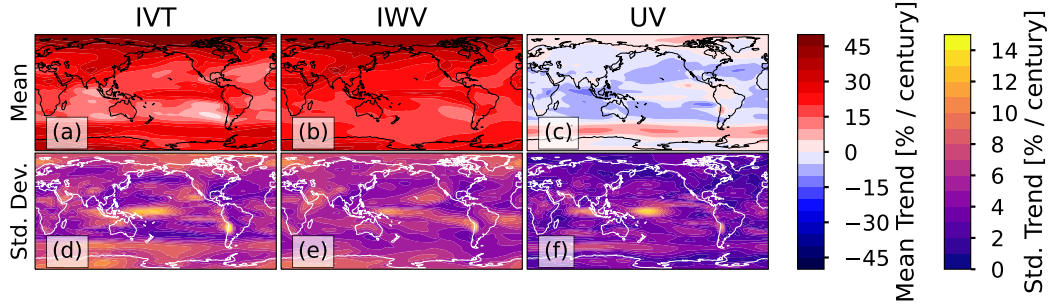 IVT IWV UV
Mean
(a) (b) (c)
Std. Dev.
(d) (e) (f)
45
30
15
0
−15
−30
−45
Mean Trend [% / century]
14
12
10
8
6
4
2
0
Std. Trend [% / century]